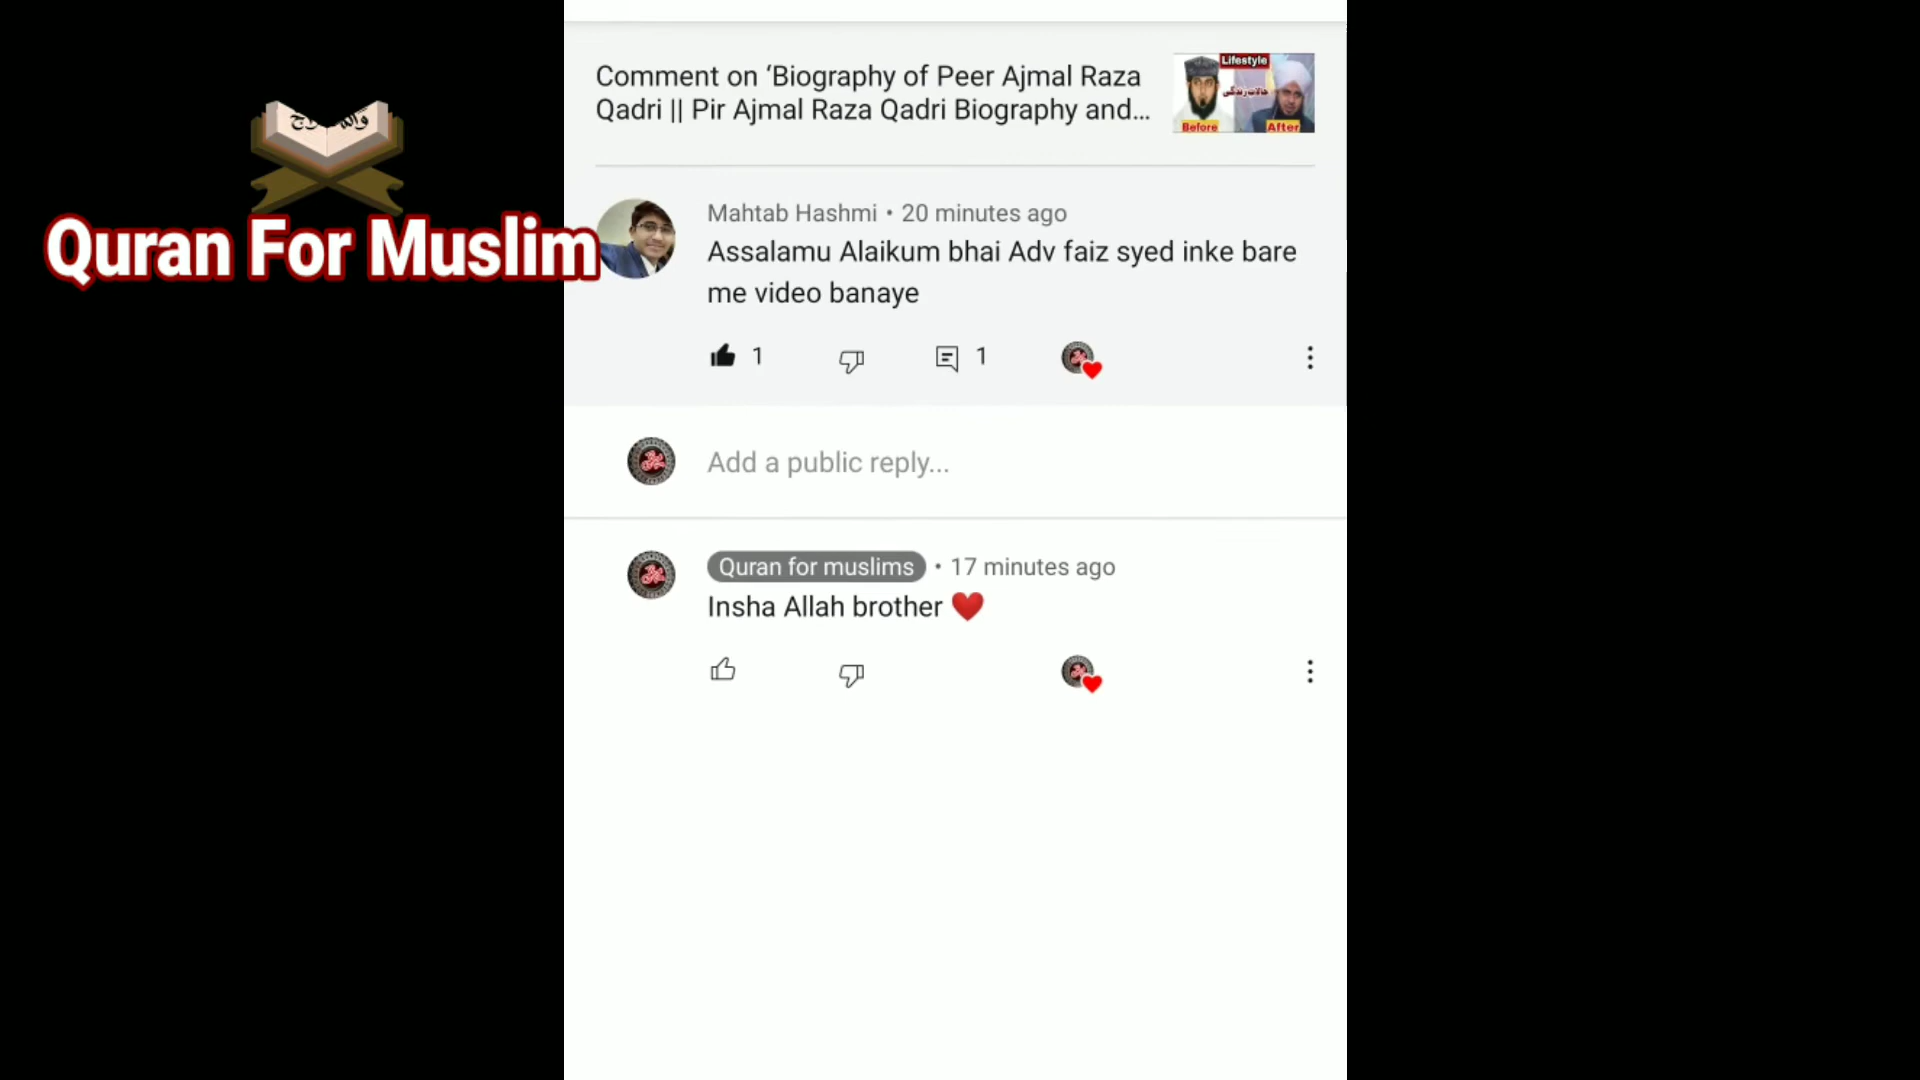 Quran For Muslim
Comment on ‘Biography of Peer Ajmal Raza
Qadri || Pir Ajmal Raza Qadri Biography and...
Lifestyle
حالات زندگی
Before
After
Mahtab Hashmi • 20 minutes ago
Assalamu Alaikum bhai Adv faiz syed inke bare
me video banaye
1
1
Add a public reply...
Quran for muslims • 17 minutes ago
Insha Allah brother ❤️